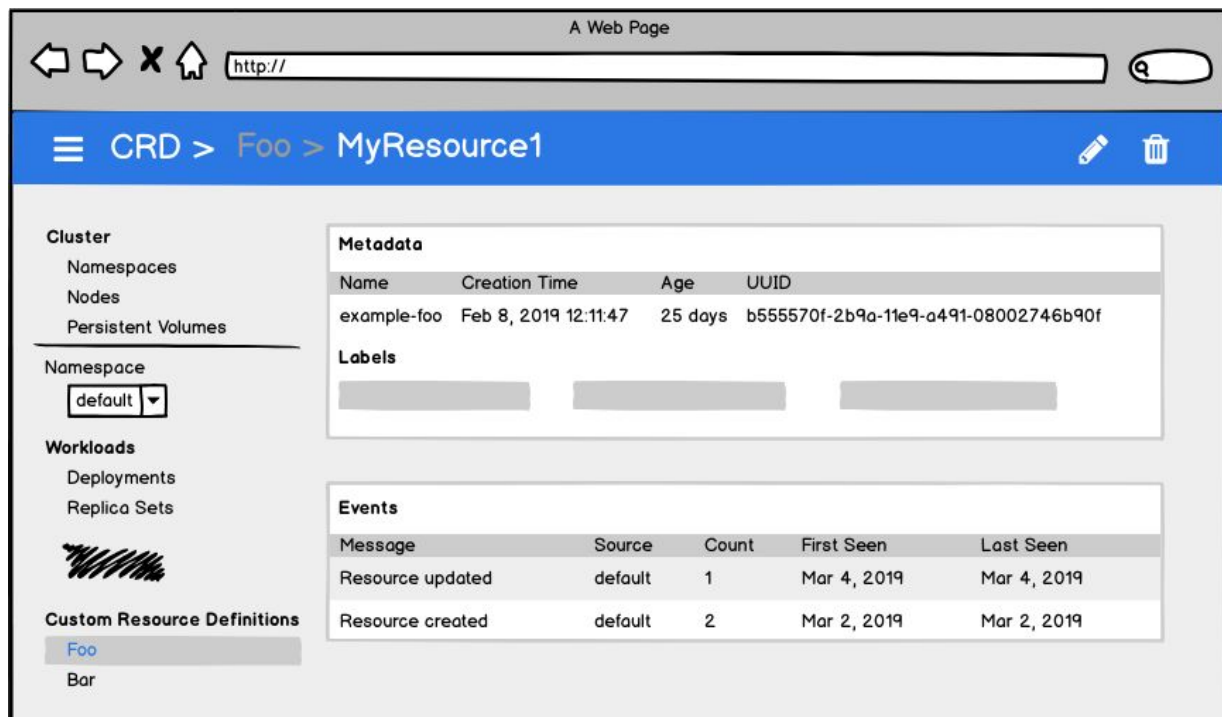 A Web Page
http://
CRD > Foo > MyResource1
Cluster
Namespaces
Nodes
Persistent Volumes
Namespace
default
Workloads
Deployments
Replica Sets
Custom Resource Definitions
Foo
Bar
Metadata
Name Creation Time Age UUID
example-foo Feb 8, 2019 12:11:47 25 days b555570f-2b9a-11e9-a491-08002746b90f
Labels
Events
Message Source Count First Seen Last Seen
Resource updated default 1 Mar 4, 2019 Mar 4, 2019
Resource created default 2 Mar 2, 2019 Mar 2, 2019